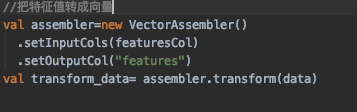 //把特征值转成向量
val assembler=new VectorAssembler()
.setInputCols(featuresCol)
.setOutputCol("features")
val transform_data= assembler.transform(data)